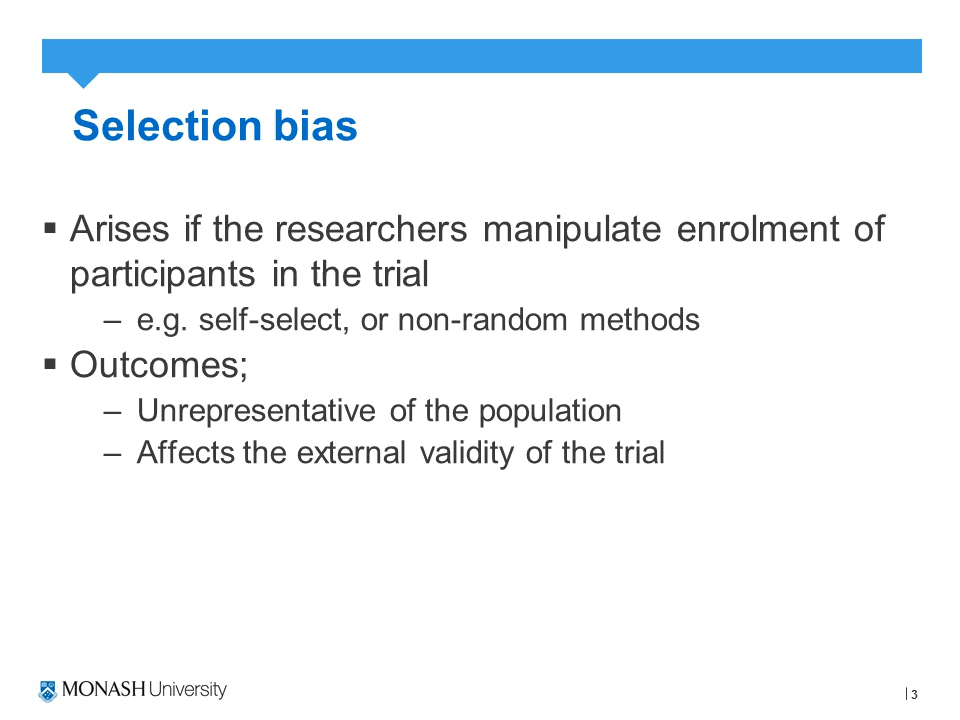 Selection bias
▪ Arises if the researchers manipulate enrolment of
participants in the trial
– e.g. self-select, or non-random methods
▪ Outcomes;
– Unrepresentative of the population
– Affects the external validity of the trial
MONASH University
| 3